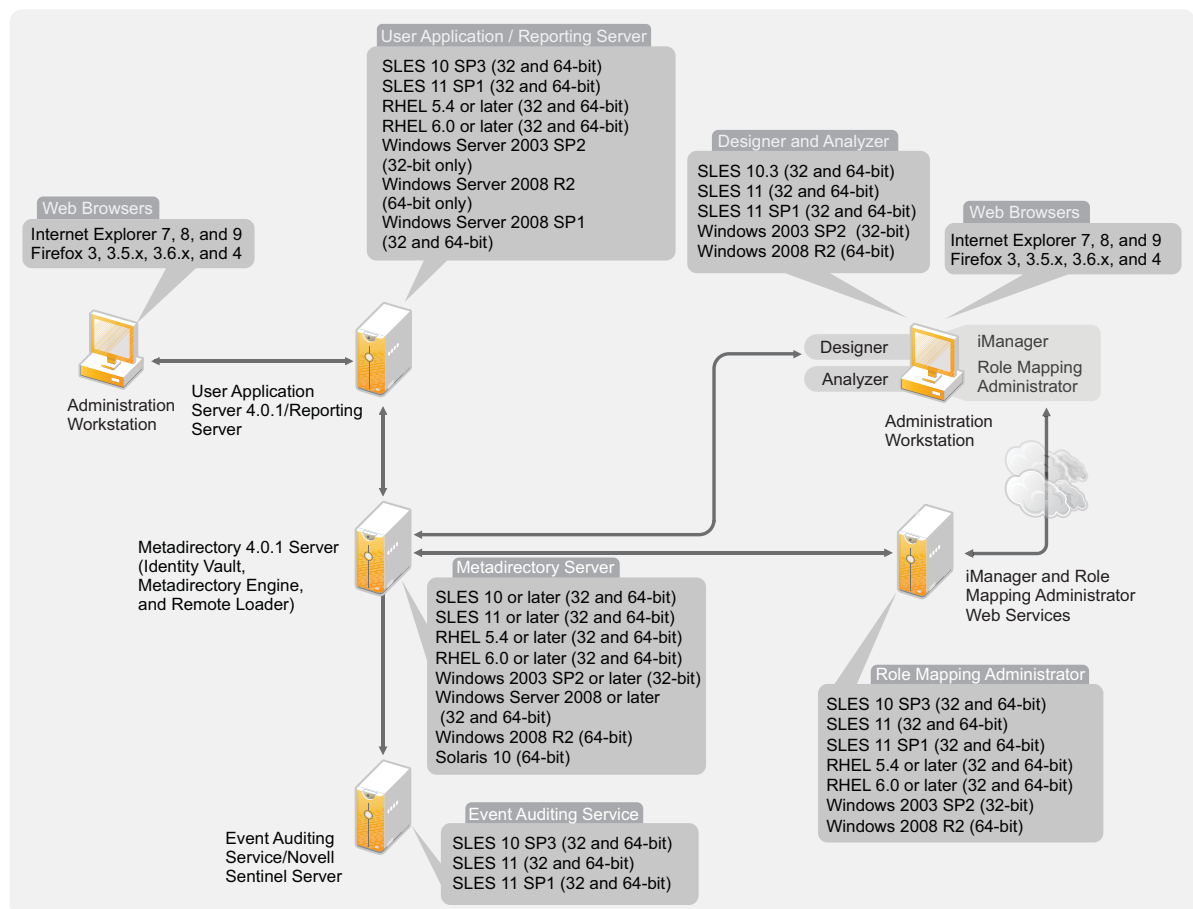 User Application / Reporting Server
SLES 10 SP3 (32 and 64-bit)
SLES 11 SP1 (32 and 64-bit)
RHEL 5.4 or later (32 and 64-bit)
RHEL 6.0 or later (32 and 64-bit)
Windows Server 2003 SP2
(32-bit only)
Windows Server 2008 R2
(64-bit only)
Windows Server 2008 SP1
(32 and 64-bit)
Designer and Analyzer
SLES 10.3 (32 and 64-bit)
SLES 11 (32 and 64-bit)
SLES 11 SP1 (32 and 64-bit)
Windows 2003 SP2 (32-bit)
Windows 2008 R2 (64-bit)
Web Browsers
Internet Explorer 7, 8, and 9
Firefox 3, 3.5.x, 3.6.x, and 4
Web Browsers
Internet Explorer 7, 8, and 9
Firefox 3, 3.5.x, 3.6.x, and 4
Administration
Workstation
User Application
Server 4.0.1/Reporting
Server
Designer
Analyzer
iManager
Role Mapping
Administrator
Administration
Workstation
Metadirectory 4.0.1 Server
(Identity Vault,
Metadirectory Engine,
and Remote Loader)
Metadirectory Server
SLES 10 or later (32 and 64-bit)
SLES 11 or later (32 and 64-bit)
RHEL 5.4 or later (32 and 64-bit)
RHEL 6.0 or later (32 and 64-bit)
Windows 2003 SP2 or later (32-bit)
Windows Server 2008 or later
(32 and 64-bit)
Windows 2008 R2 (64-bit)
Solaris 10 (64-bit)
iManager and Role
Mapping Administrator
Web Services
Role Mapping Administrator
SLES 10 SP3 (32 and 64-bit)
SLES 11 (32 and 64-bit)
SLES 11 SP1 (32 and 64-bit)
RHEL 5.4 or later (32 and 64-bit)
RHEL 6.0 or later (32 and 64-bit)
Windows 2003 SP2 (32-bit)
Windows 2008 R2 (64-bit)
Event Auditing
Service/Novell
Sentinel Server
Event Auditing Service
SLES 10 SP3 (32 and 64-bit)
SLES 11 (32 and 64-bit)
SLES 11 SP1 (32 and 64-bit)